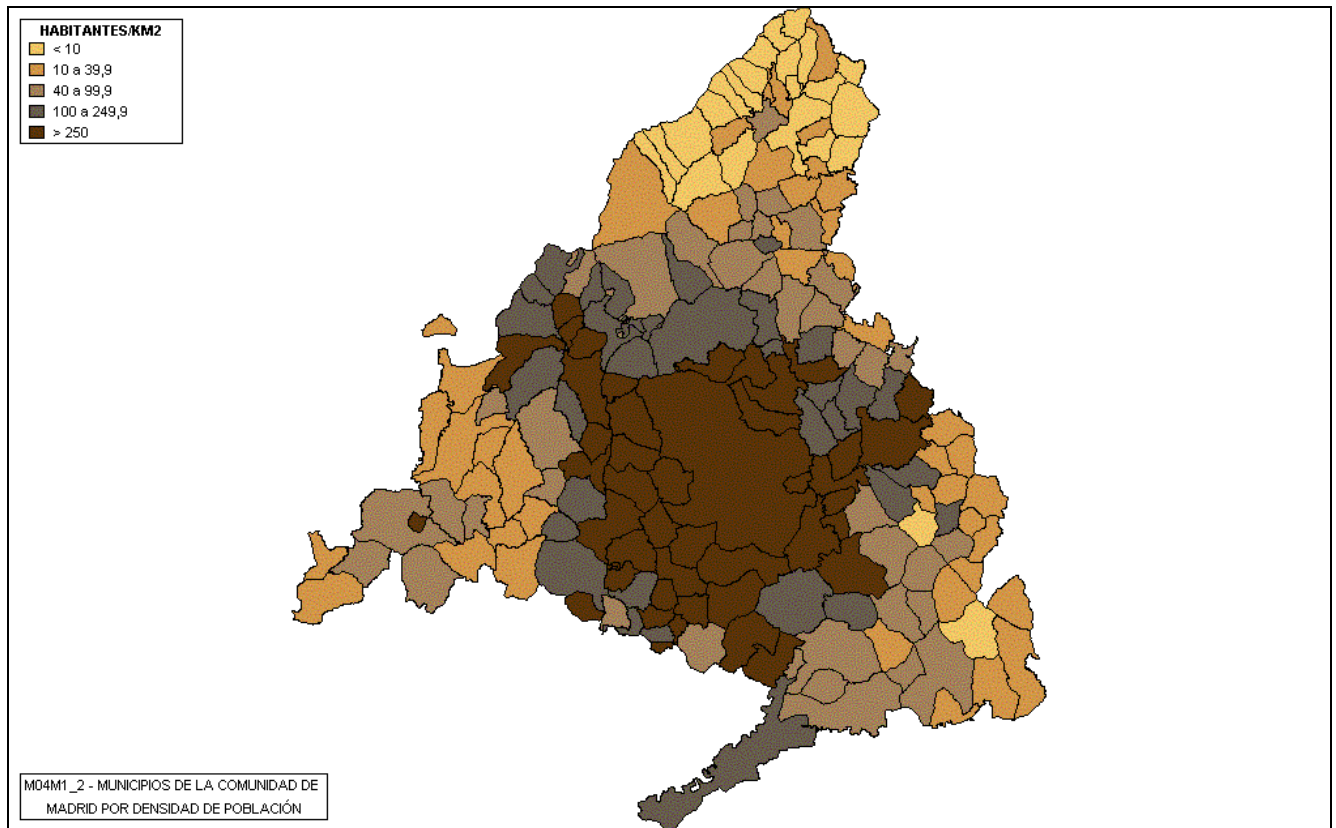 HABITANTES/KM2
< 10
10 a 39,9
40 a 99,9
100 a 249,9
> 250
M04M1_2 - MUNICIPIOS DE LA COMUNIDAD DE
MADRID POR DENSIDAD DE POBLACIÓN